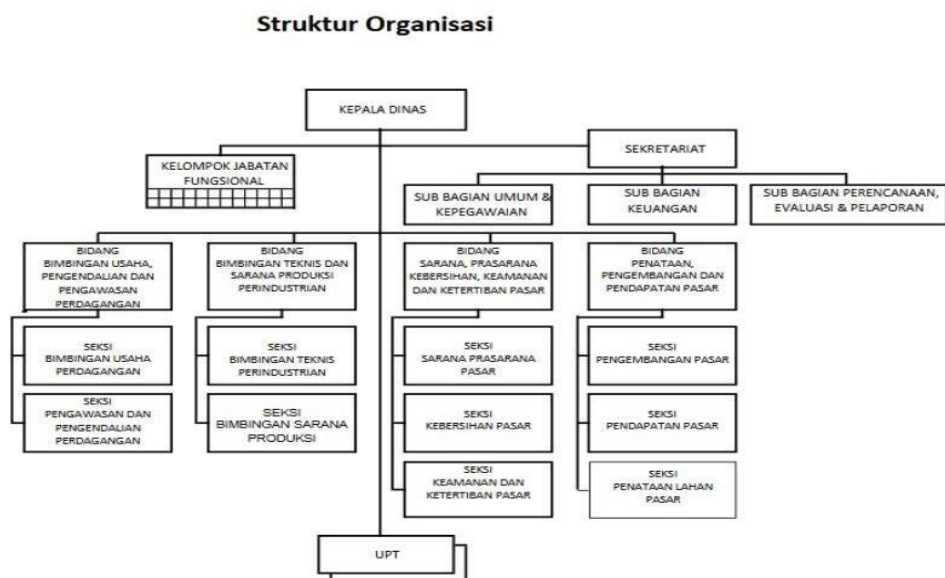 Struktur Organisasi
KEPALA DINAS
SEKRETARIAT
KELOMPOK JABATAN
FUNGSIONAL
SUB BAGIAN UMUM &
KEPEGAWAIAN
SUB BAGIAN
KEUANGAN
SUB BAGIAN PERENCANAAN,
EVALUASI & PELAPORAN
BIDANG
BIMBINGAN USAHA,
PENGENDALIAN DAN
PENGAWASAN
PERDAGANGAN
BIDANG
BIMBINGAN TEKNIS DAN
SARANA PRODUKSI
PERINDUSTRIAN
BIDANG
SARANA, PRASARANA
KEBERSIHAN, KEAMANAN
DAN KETERTIBAN PASAR
BIDANG
PENATAAN,
PENGEMBANGAN DAN
PENDAPATAN PASAR
SEKSI
BIMBINGAN USAHA
PERDAGANGAN
SEKSI
BIMBINGAN TEKNIS
PERINDUSTRIAN
SEKSI
SARANA PRASARANA
PASAR
SEKSI
PENGEMBANGAN PASAR
SEKSI
PENGAWASAN DAN
PENGENDALIAN
PERDAGANGAN
SEKSI
BIMBINGAN SARANA
PRODUKSI
SEKSI
KEBERSIHAN PASAR
SEKSI
PENDAPATAN PASAR
SEKSI
KEAMANAN DAN
KETERTIBAN PASAR
SEKSI
PENATAAN LAHAN
PASAR
UPT